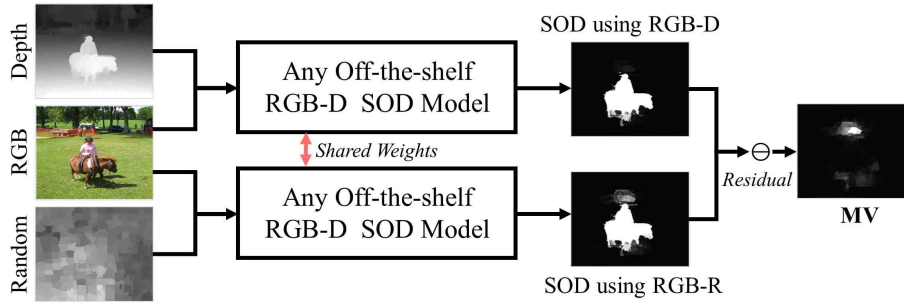 Depth
RGB
Random
Any Off-the-shelf
RGB-D SOD Model
Shared Weights
Any Off-the-shelf
RGB-D SOD Model
SOD using RGB-D
SOD using RGB-R
Residual
MV